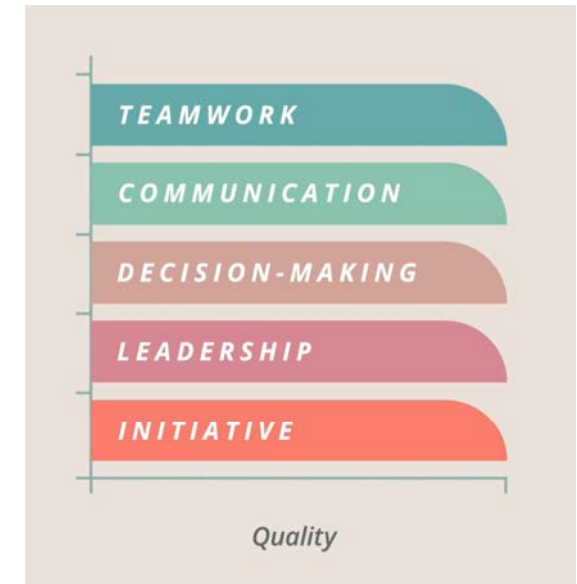 TEAMWORK
COMMUNICATION
DECISION-MAKING
LEADERSHIP
INITIATIVE
Quality